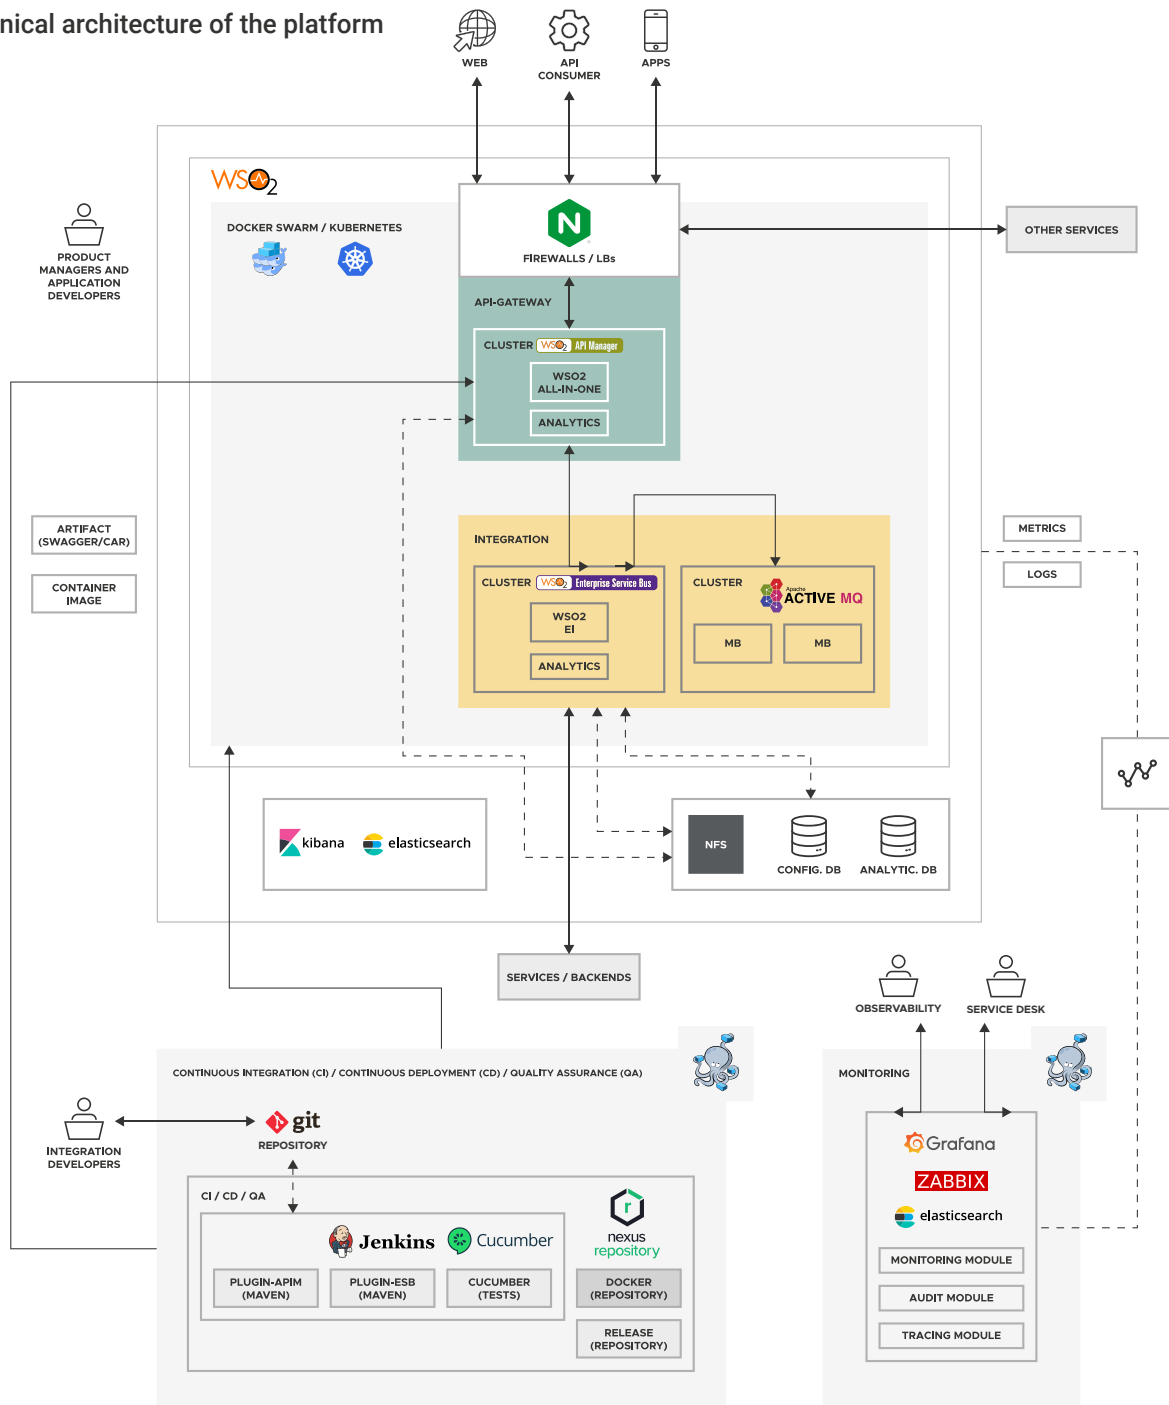 nical architecture of the platform
WEB
API
CONSUMER
APPS
WSO2
DOCKER SWARM / KUBERNETES
N
FIREWALLS / LBs
OTHER SERVICES
PRODUCT
MANAGERS AND
APPLICATION
DEVELOPERS
API-GATEWAY
CLUSTER WSO2 API Manager
WSO2
ALL-IN-ONE
ANALYTICS
ARTIFACT
(SWAGGER/CAR)
CONTAINER
IMAGE
METRICS
LOGS
INTEGRATION
CLUSTER WSO2 Enterprise Service Bus
WSO2
EI
ANALYTICS
CLUSTER
Apache
ACTIVE MQ
MB
MB
kibana
elasticsearch
NFS
CONFIG. DB
ANALYTIC. DB
SERVICES / BACKENDS
OBSERVABILITY
SERVICE DESK
CONTINUOUS INTEGRATION (CI) / CONTINUOUS DEPLOYMENT (CD) / QUALITY ASSURANCE (QA)
MONITORING
INTEGRATION
DEVELOPERS
git
REPOSITORY
CI / CD / QA
Jenkins
Cucumber
r
nexus
repository
PLUGIN-APIM
(MAVEN)
PLUGIN-ESB
(MAVEN)
CUCUMBER
(TESTS)
DOCKER
(REPOSITORY)
RELEASE
(REPOSITORY)
Grafana
ZABBIX
elasticsearch
MONITORING MODULE
AUDIT MODULE
TRACING MODULE